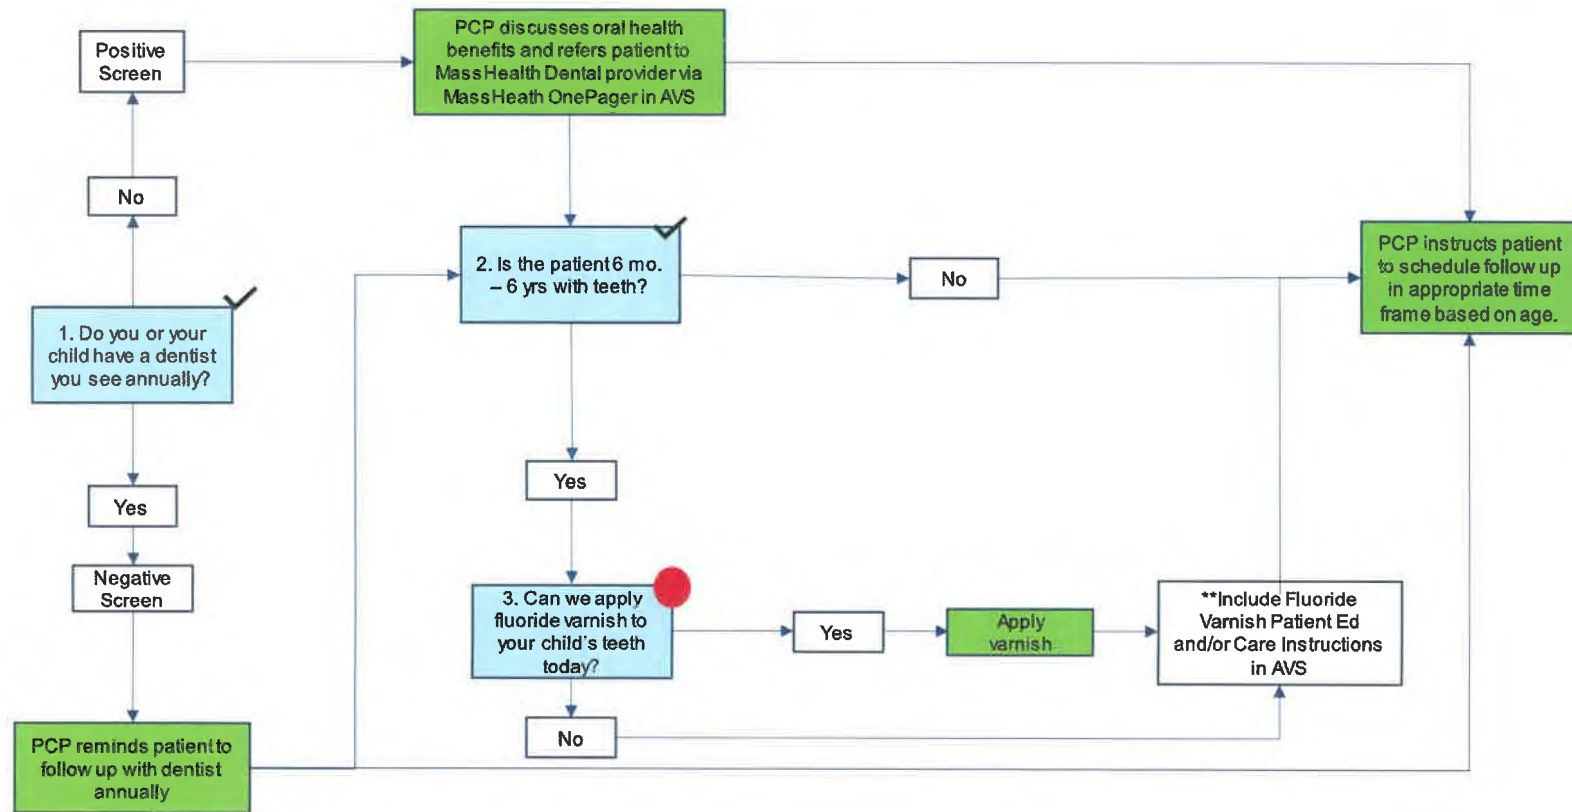 PCP discusses oral health
benefits and refers patient to
Mass Health Dental provider via
Mass Heath OnePager in AVS
Positive
Screen
No
1. Do you or your
child have a dentist
you see annually?
Yes
Negative
Screen
PCP reminds patient to
follow up with dentist
annually
2. Is the patient 6 mo.
– 6 yrs with teeth?
No
Yes
3. Can we apply
fluoride varnish to
your child's teeth
today?
Yes
Apply
varnish
**Include Fluoride
Varnish Patient Ed
and/or Care Instructions
in AVS
No
PCP instructs patient
to schedule follow up
in appropriate time
frame based on age.